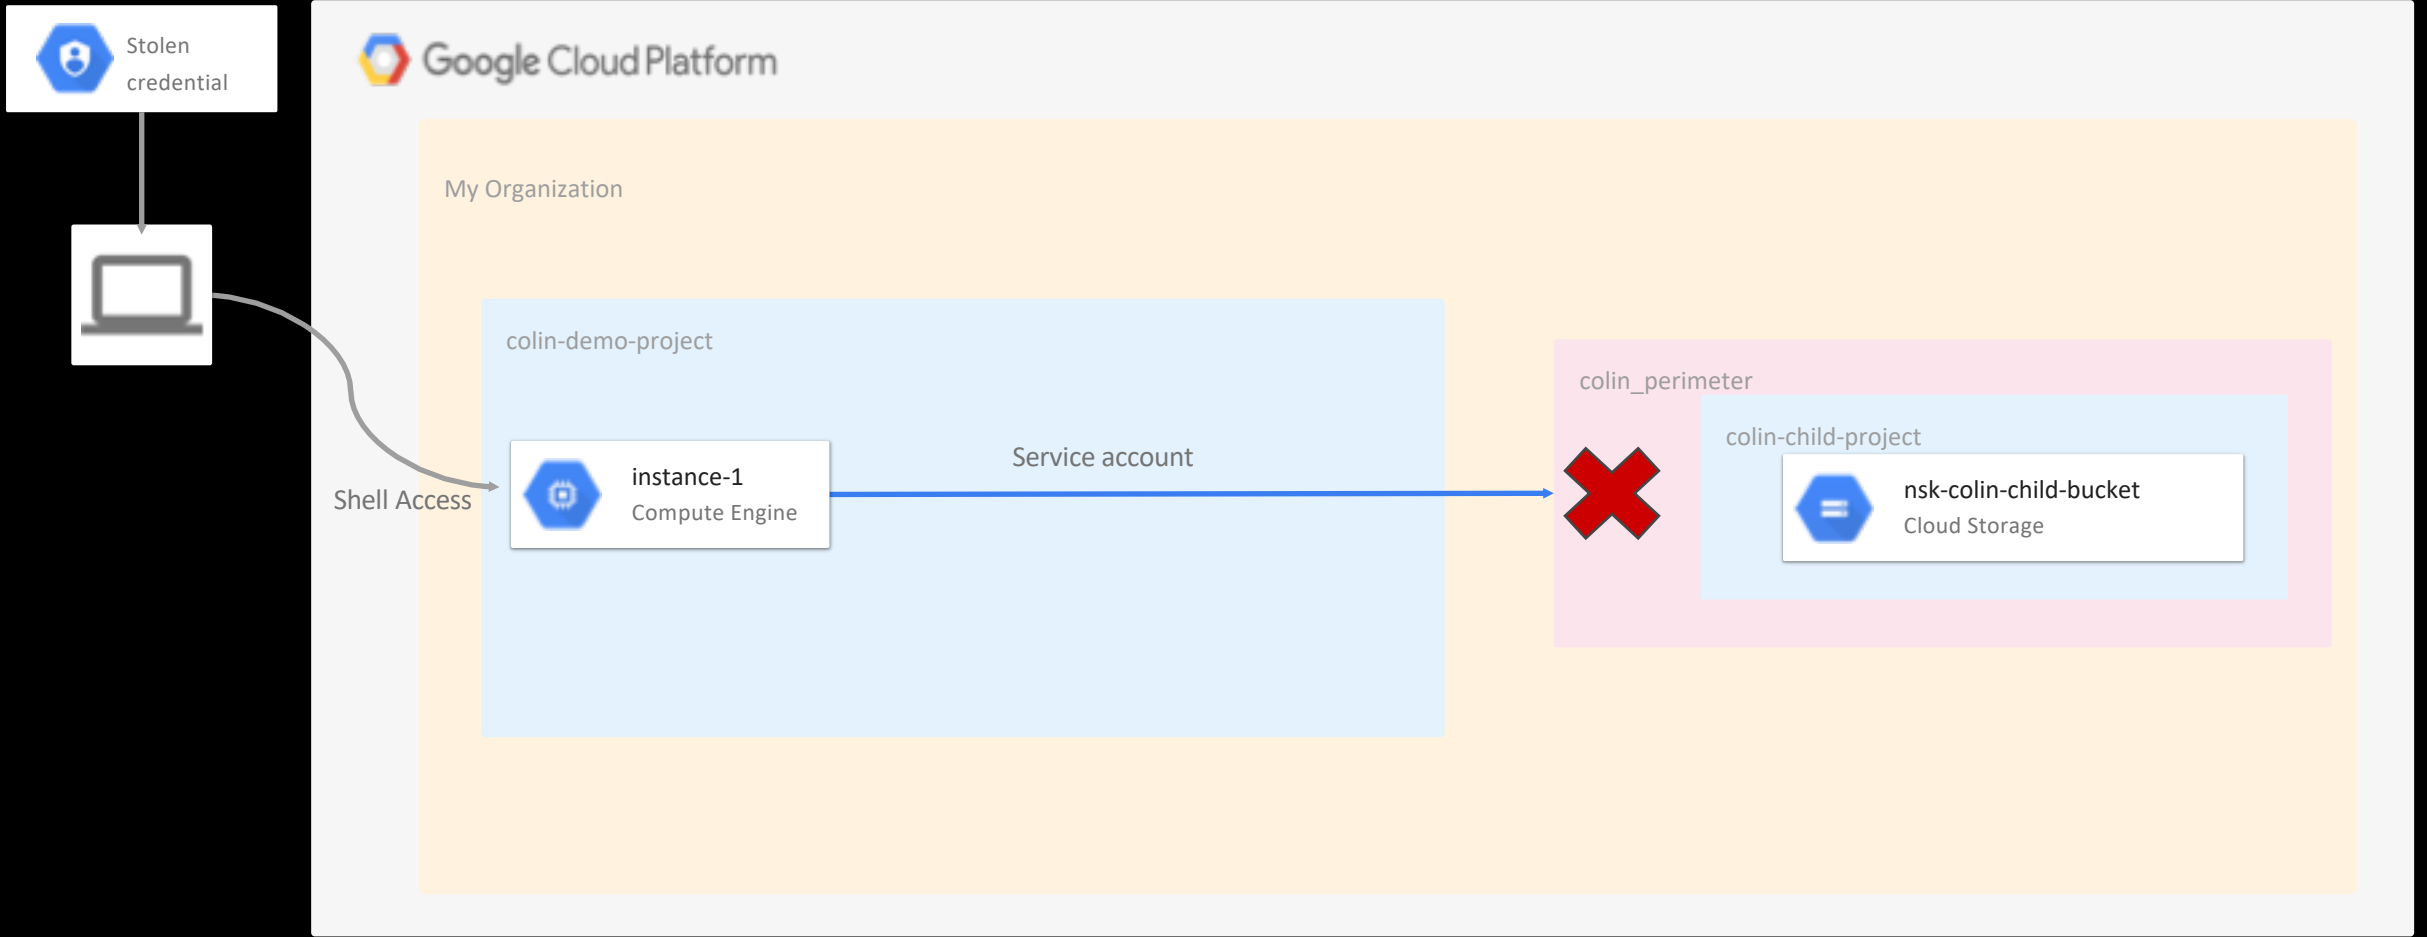 Stolen
credential
Google Cloud Platform
My Organization
colin-demo-project
colin_perimeter
colin-child-project
Service account
instance-1
Compute Engine
Shell Access
nsk-colin-child-bucket
Cloud Storage